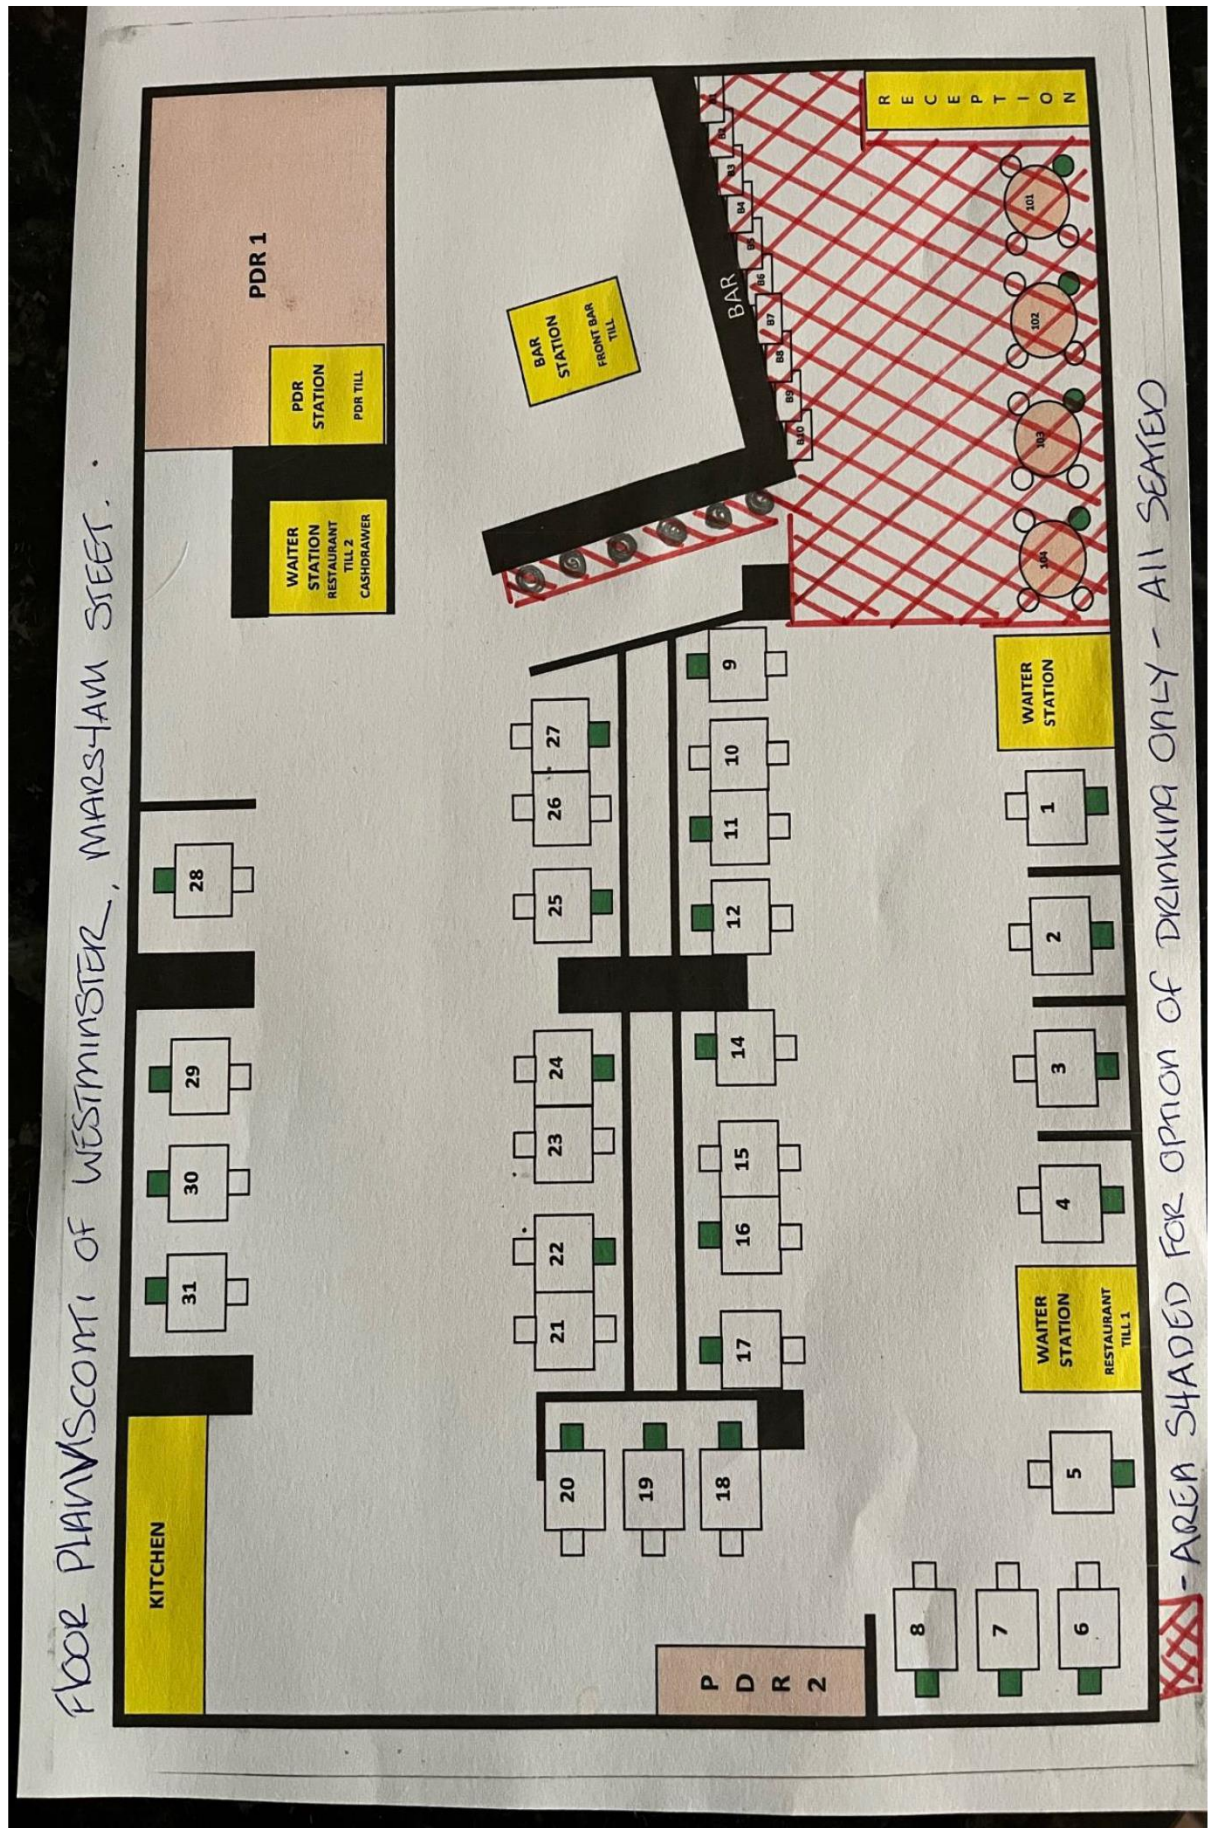 FLOOR PLAN VISCONTI OF WESTMINSTER, MARSHAM STEET.
KITCHEN
31
30
29
28
WAITER
STATION
RESTAURANT
TILL 2
CASHDRAWER
PDR
STATION
PDR TILL
PDR 1
20
19
18
21
22
23
24
25
26
27
BAR
STATION
FRONT BAR
TILL
BAR
17
16
15
14
12
11
10
9
B10
B9
B8
B7
B6
B5
B4
B3
B2
B1
PDR2
8
7
6
5
WAITER
STATION
RESTAURANT
TILL 1
4
3
2
1
WAITER
STATION
104
103
102
101
RECEPTION
- AREA SHADED FOR OPTION OF DRINKING ONLY - All SEATED